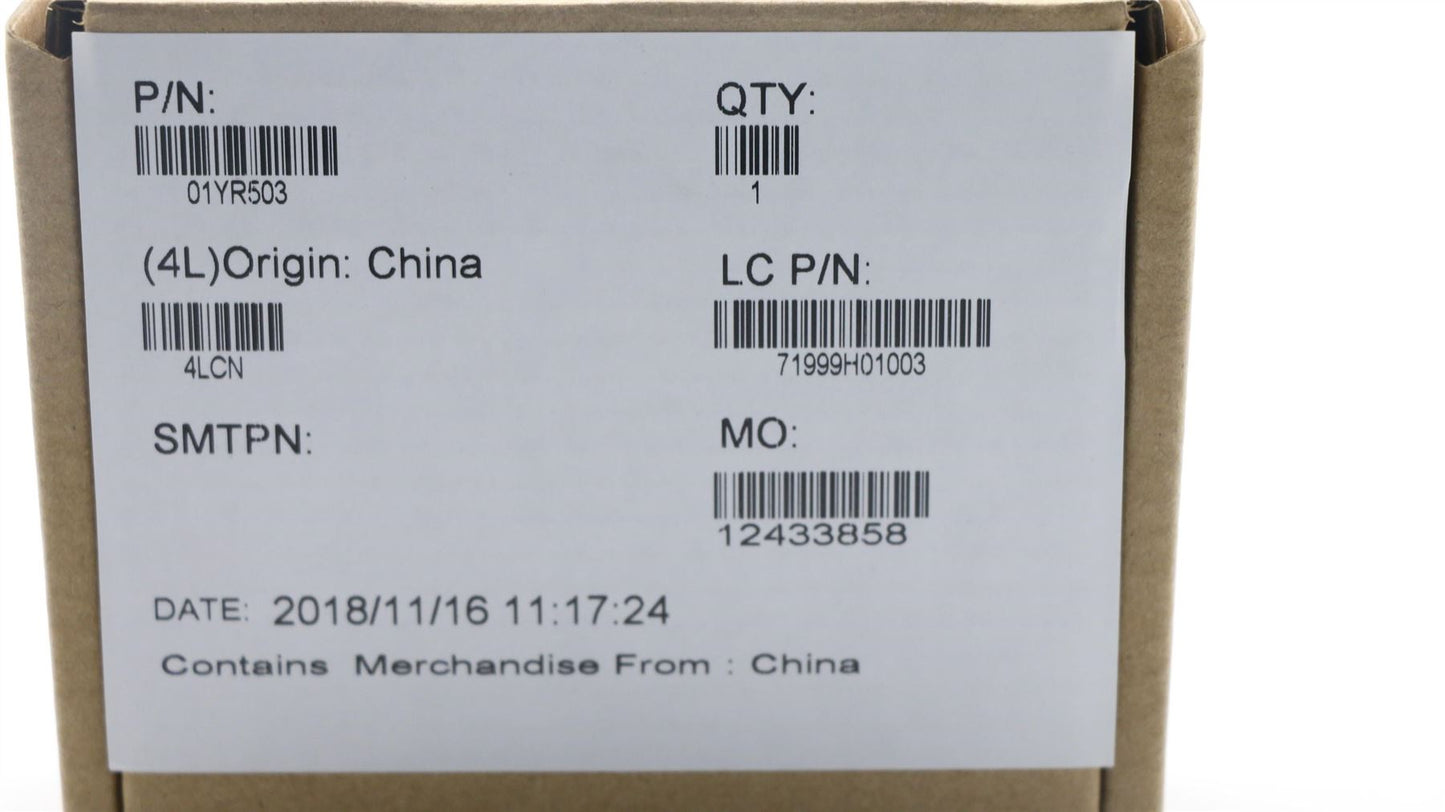 P/N:
01YR503
QTY:
1
(4L)Origin: China
4LCN
LC P/N:
71999H01003
SMTPN:
MO:
12433858
DATE: 2018/11/16 11:17:24
Contains Merchandise From : China